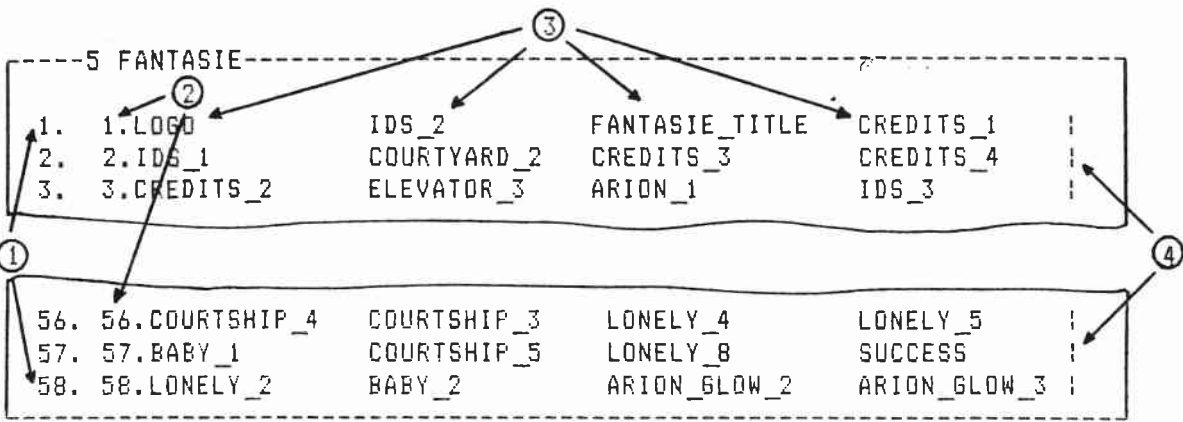 ③
-----5 FANTASIE-----
②
1. 1.LOGO IDS_2 FANTASIE_TITLE CREDITS_1
2. 2.IDS_1 COURTYARD_2 CREDITS_3 CREDITS_4
3. 3.CREDITS_2 ELEVATOR_3 ARION_1 IDS_3
① ④
56. 56.COURTSHIP_4 COURTSHIP_3 LONELY_4 LONELY_5
57. 57.BABY_1 COURTSHIP_5 LONELY_8 SUCCESS
58. 58.LONELY_2 BABY_2 ARION_GLOW_2 ARION_GLOW_3